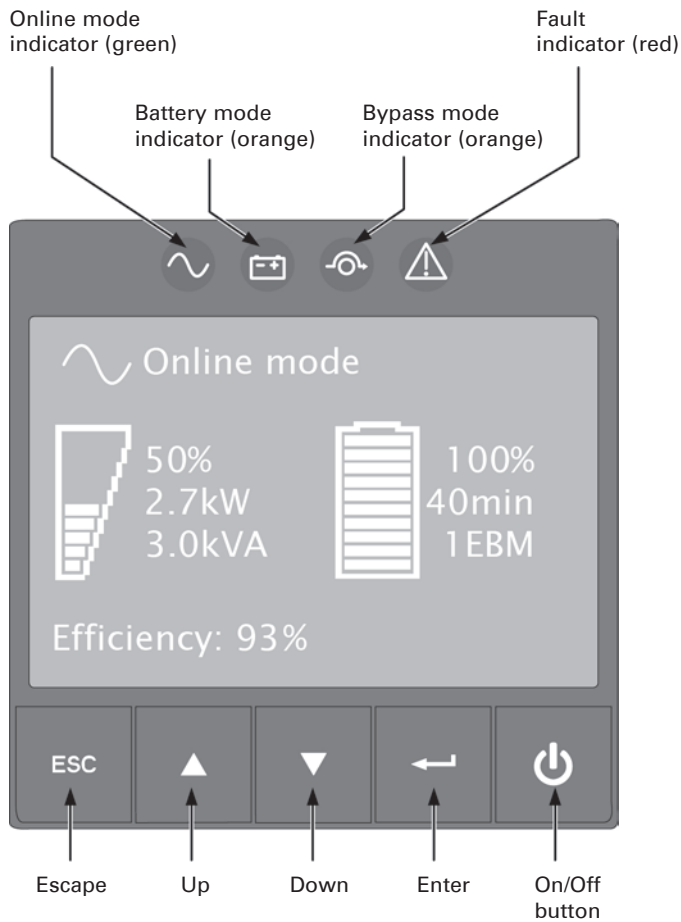 Online mode
indicator (green)
Fault
indicator (red)
Battery mode
indicator (orange)
Bypass mode
indicator (orange)
Online mode
50%
2.7kW
3.0kVA
100%
40min
1EBM
Efficiency: 93%
ESC
Escape
Up
Down
Enter
On/Off
button